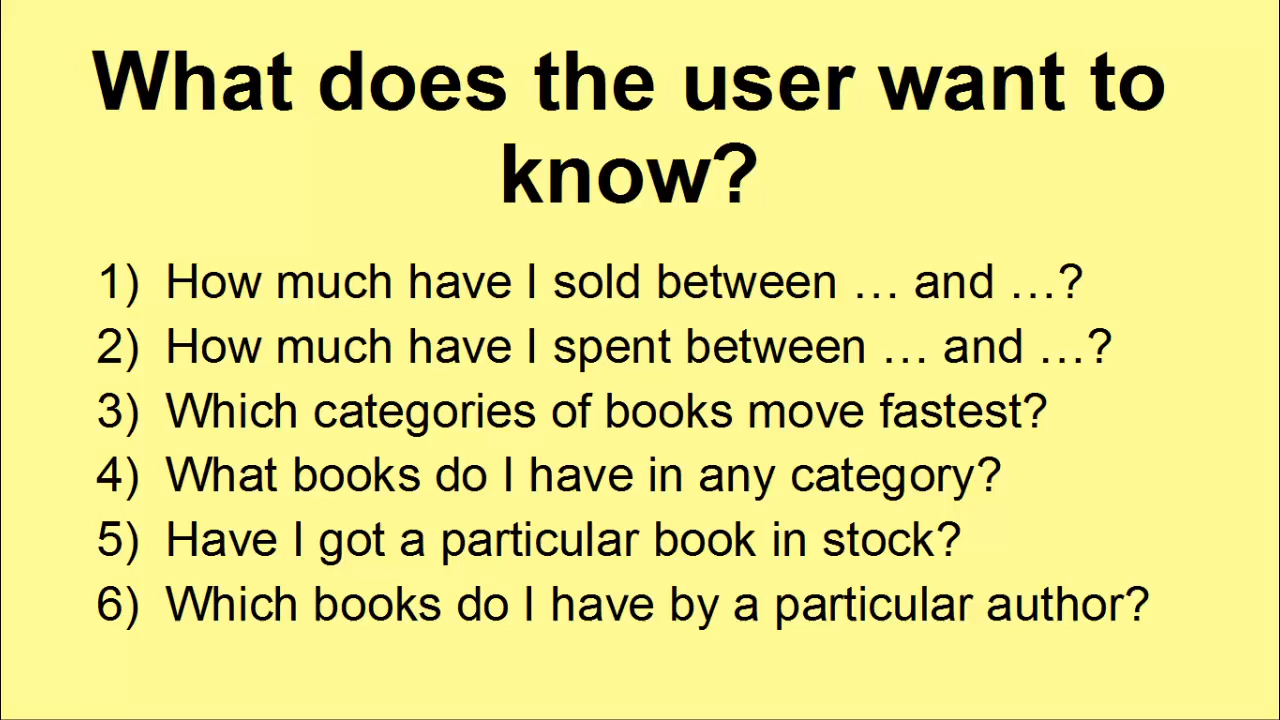 What does the user want to
know?
1) How much have I sold between … and …?
2) How much have I spent between … and …?
3) Which categories of books move fastest?
4) What books do I have in any category?
5) Have I got a particular book in stock?
6) Which books do I have by a particular author?